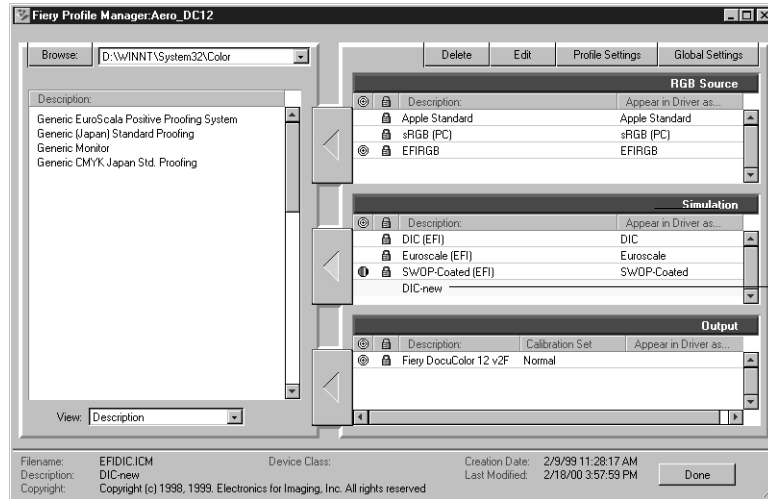 Fiery Profile Manager:Aero_DC12
Browse: D:\WINNT\System32\Color
Description:
Generic EuroScala Positive Proofing System
Generic (Japan) Standard Proofing
Generic Monitor
Generic CMYK Japan Std. Proofing
View: Description
Delete Edit Profile Settings Global Settings
RGB Source
Description: Appear in Driver as...
Apple Standard Apple Standard
sRGB (PC) sRGB (PC)
EFIRGB EFIRGB
Simulation
Description: Appear in Driver as...
DIC (EFI) DIC
Euroscale (EFI) Euroscale
SWOP-Coated (EFI) SWOP-Coated
DIC-new
Output
Description: Calibration Set Appear in Driver as...
Fiery DocuColor 12 v2F Normal
Filename: EFIDIC.ICM Device Class: Creation Date: 2/9/99 11:28:17 AM
Description: DIC-new Last Modified: 2/18/00 3:57:59 PM
Copyright: Copyright (c) 1998, 1999. Electronics for Imaging, Inc. All rights reserved
Done